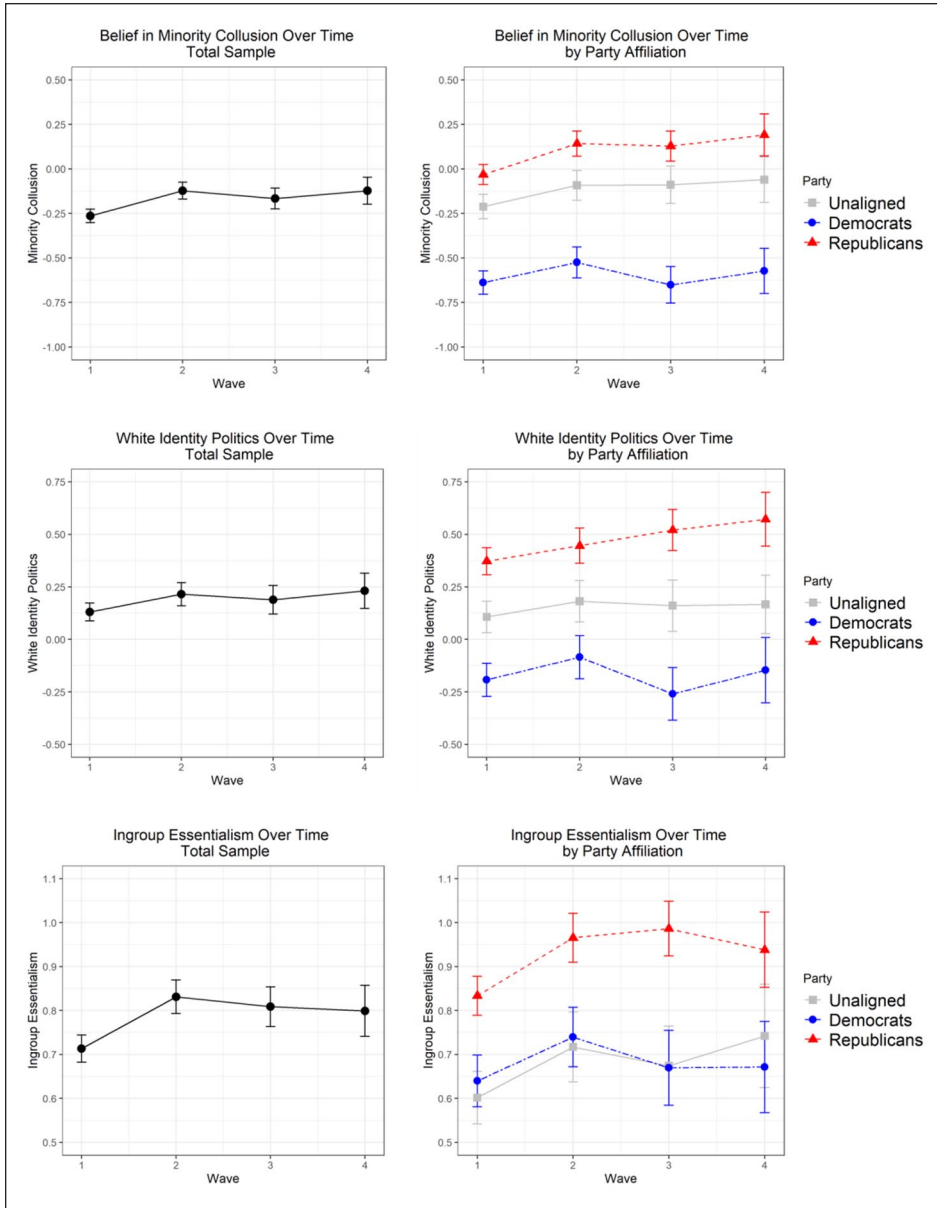 Belief in Minority Collusion Over Time
Total Sample
Minority Collusion
0.50
0.25
0.00
-0.25
-0.50
-0.75
-1.00
1
2
3
4
Wave
Belief in Minority Collusion Over Time
by Party Affiliation
Minority Collusion
0.50
0.25
0.00
-0.25
-0.50
-0.75
-1.00
1
2
3
4
Wave
Party
Unaligned
Democrats
Republicans
White Identity Politics Over Time
Total Sample
White Identity Politics
0.75
0.50
0.25
0.00
-0.25
-0.50
1
2
3
4
Wave
White Identity Politics Over Time
by Party Affiliation
White Identity Politics
0.75
0.50
0.25
0.00
-0.25
-0.50
1
2
3
4
Wave
Party
Unaligned
Democrats
Republicans
Ingroup Essentialism Over Time
Total Sample
Ingroup Essentialism
1.1
1.0
0.9
0.8
0.7
0.6
0.5
1
2
3
4
Wave
Ingroup Essentialism Over Time
by Party Affiliation
Ingroup Essentialism
1.1
1.0
0.9
0.8
0.7
0.6
0.5
1
2
3
4
Wave
Party
Unaligned
Democrats
Republicans